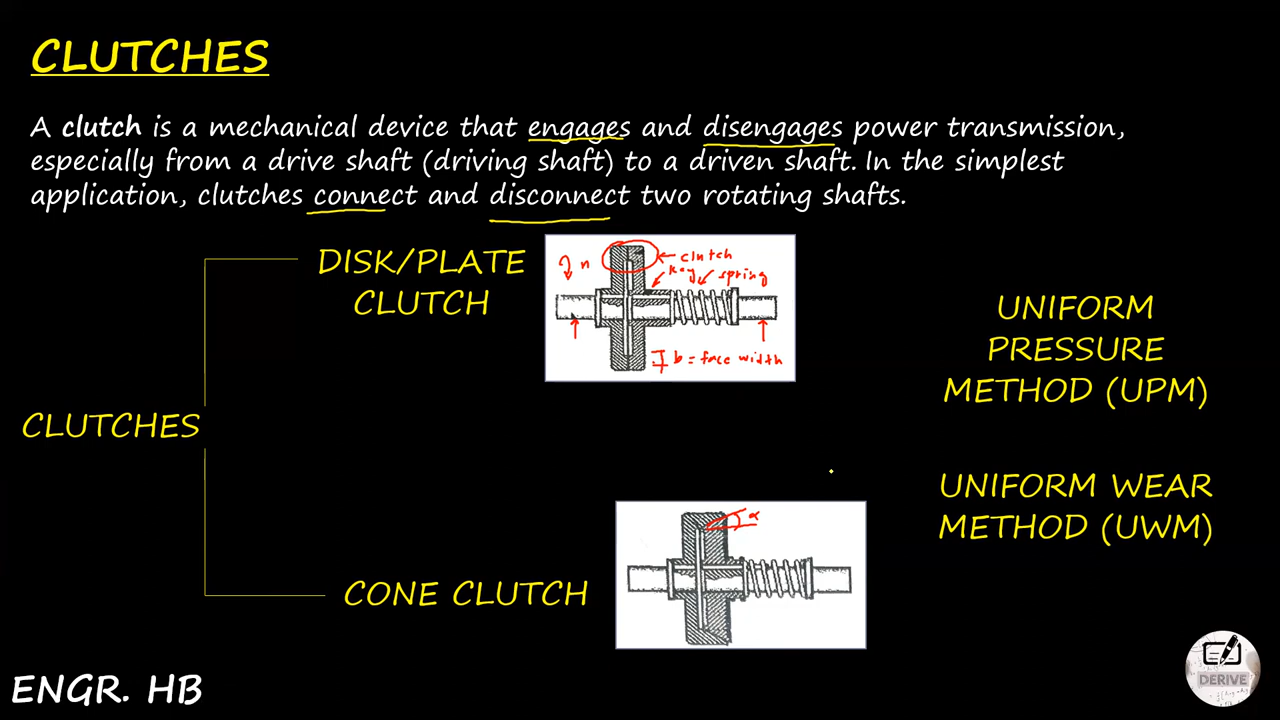 CLUTCHES
A clutch is a mechanical device that engages and disengages power transmission,
especially from a drive shaft (driving shaft) to a driven shaft. In the simplest
application, clutches connect and disconnect two rotating shafts.
DISK/PLATE
CLUTCH
n
clutch
key
spring
b = face width
UNIFORM
PRESSURE
METHOD (UPM)
CLUTCHES
UNIFORM WEAR
METHOD (UWM)
α
CONE CLUTCH
ENGR. HB
DERIVE